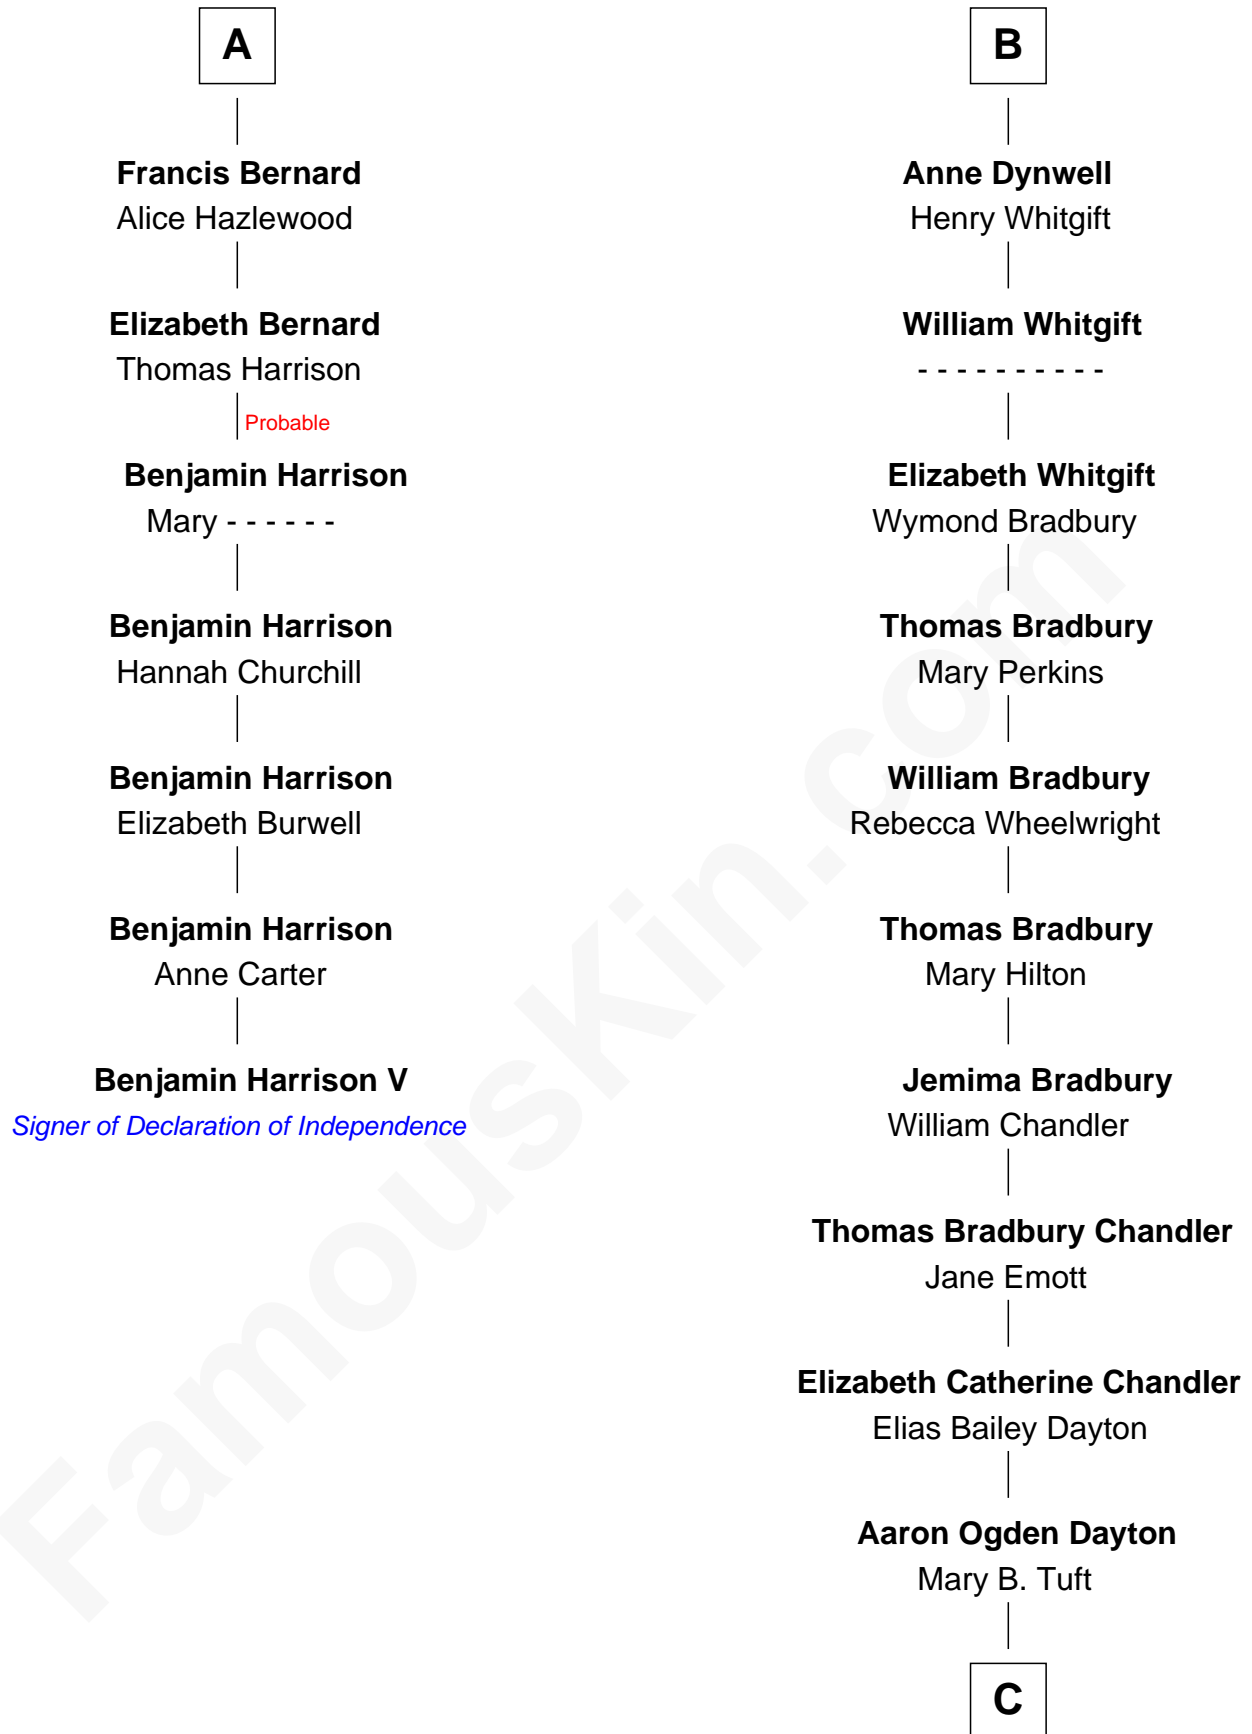 A
Francis Bernard
Alice Hazlewood
Elizabeth Bernard
Thomas Harrison
Probable
Benjamin Harrison
Mary - - - - - -
Benjamin Harrison
Hannah Churchill
Benjamin Harrison
Elizabeth Burwell
Benjamin Harrison
Anne Carter
Benjamin Harrison V
Signer of Declaration of Independence
B
Anne Dynwell
Henry Whitgift
William Whitgift
- - - - - - - - - -
Elizabeth Whitgift
Wymond Bradbury
Thomas Bradbury
Mary Perkins
William Bradbury
Rebecca Wheelwright
Thomas Bradbury
Mary Hilton
Jemima Bradbury
William Chandler
Thomas Bradbury Chandler
Jane Emott
Elizabeth Catherine Chandler
Elias Bailey Dayton
Aaron Ogden Dayton
Mary B. Tuft
C
FamousKin.com